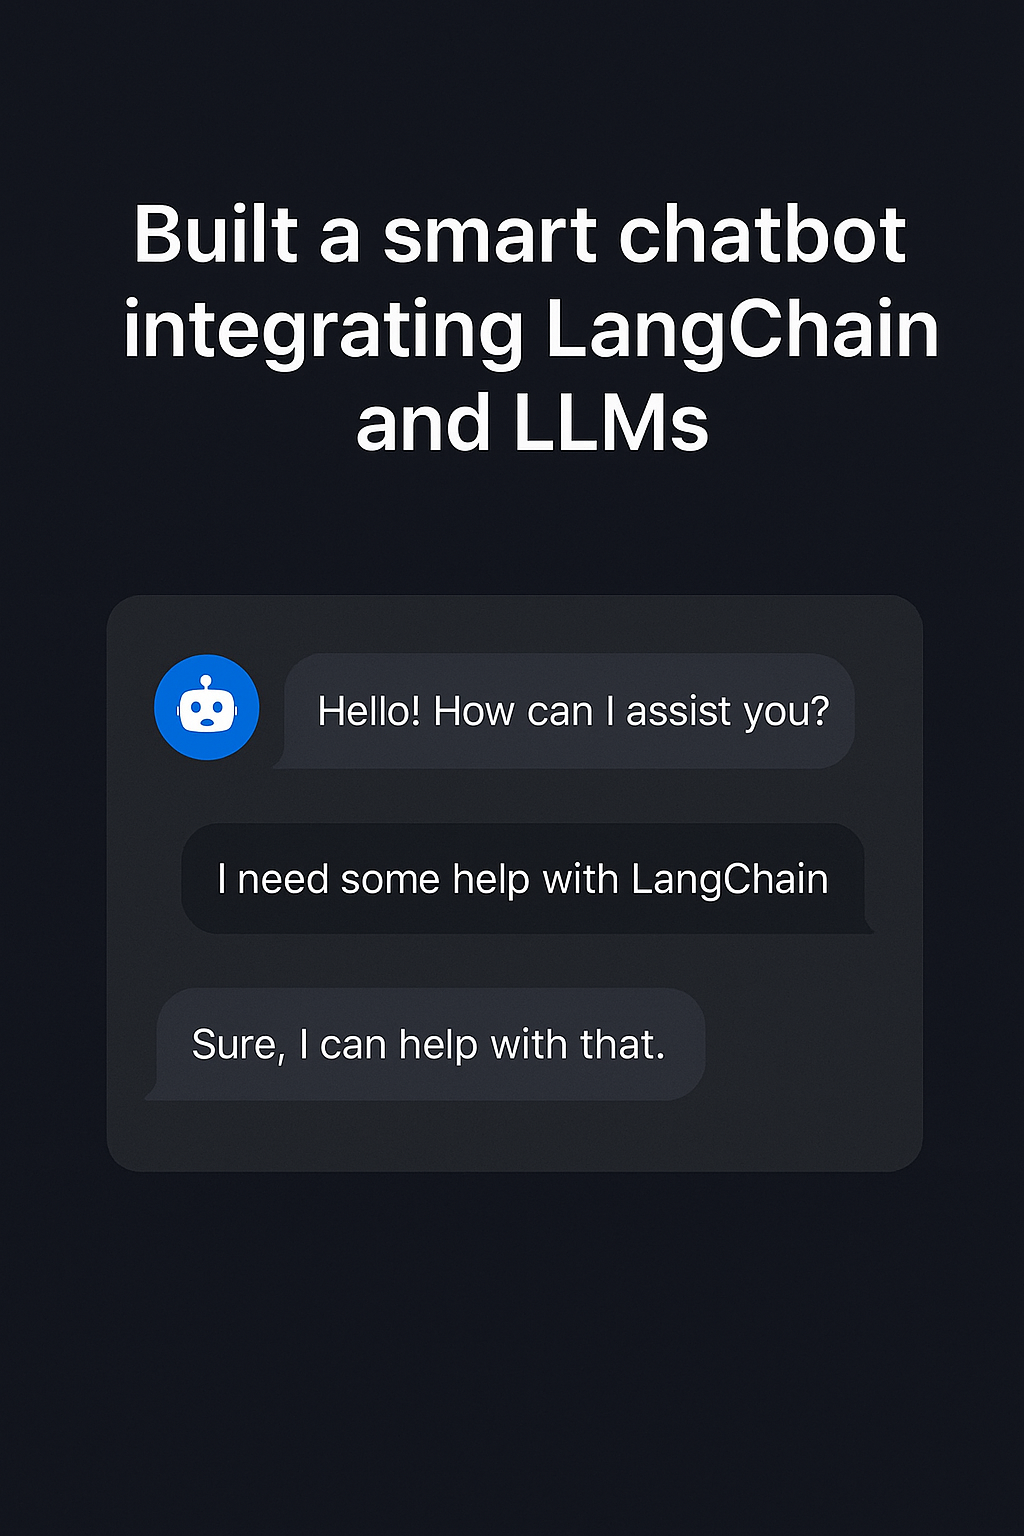 Built a smart chatbot
integrating LangChain
and LLMs
Hello! How can I assist you?
I need some help with LangChain
Sure, I can help with that.